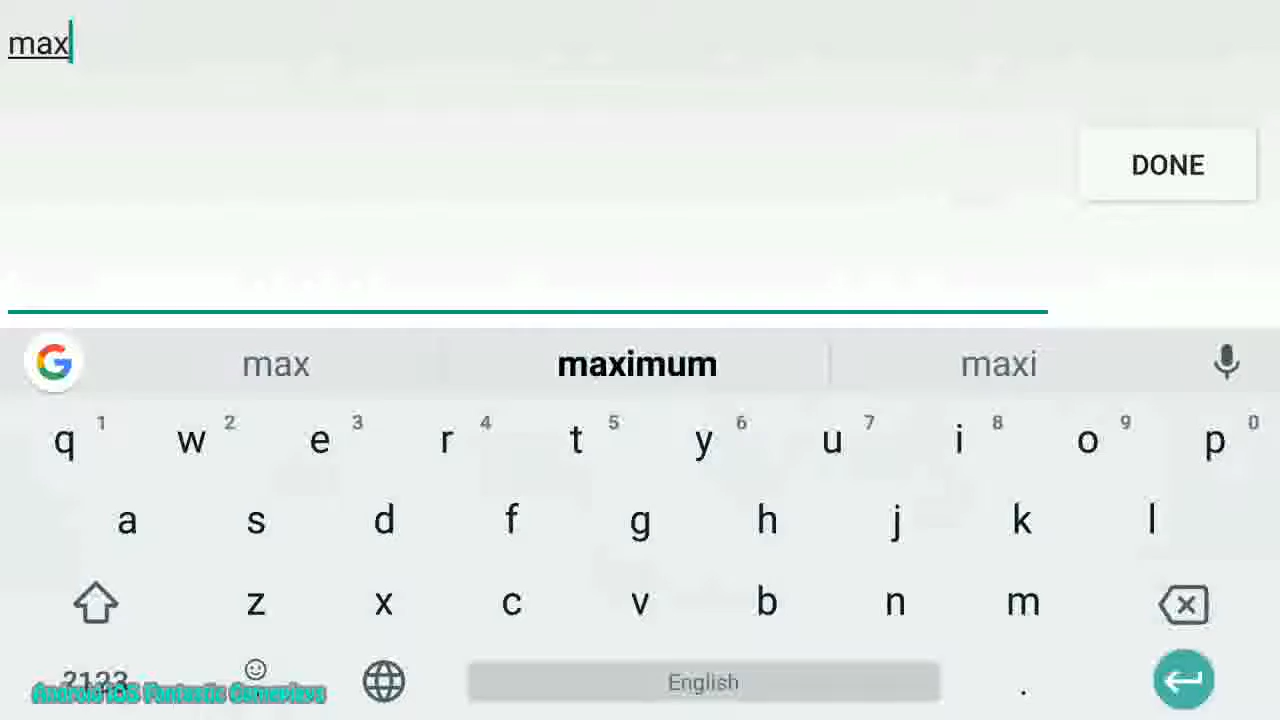 max
DONE
max maximum maxi
q 1 w 2 e 3 r 4 t 5 y 6 u 7 i 8 o 9 p 0
a s d f g h j k l
z x c v b n m
?123 English .
Android IOS Fantastic Gameplays